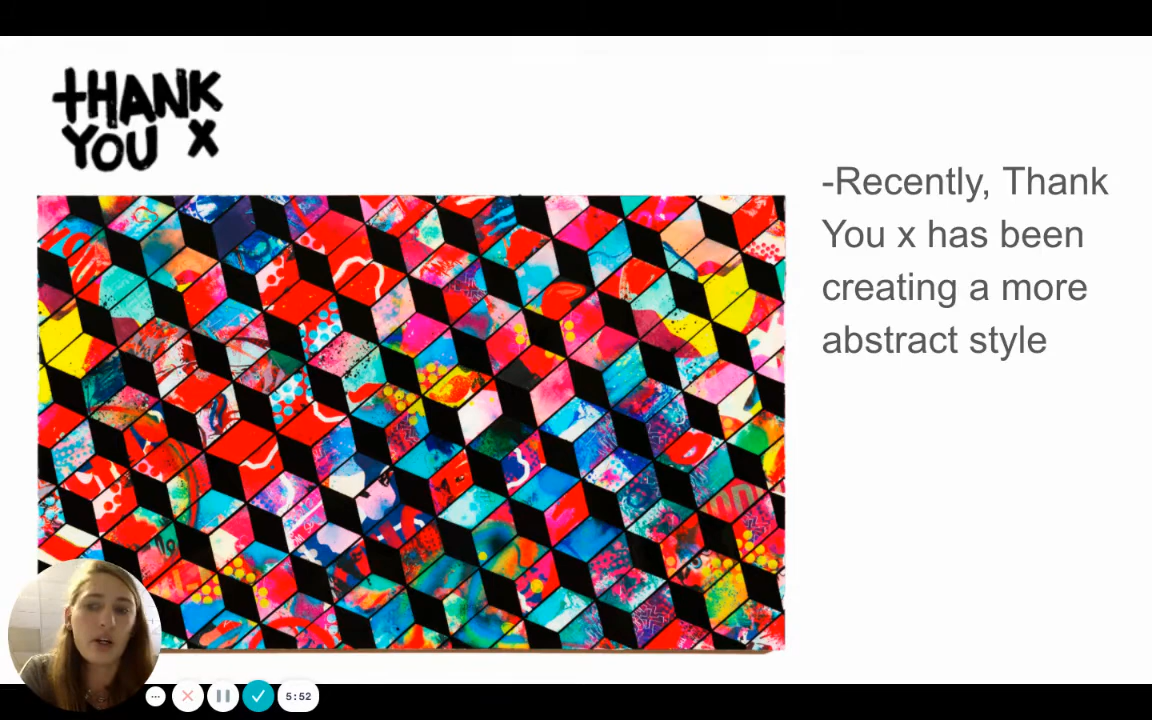 tHANK
YOU x
-Recently, Thank
You x has been
creating a more
abstract style
5:52